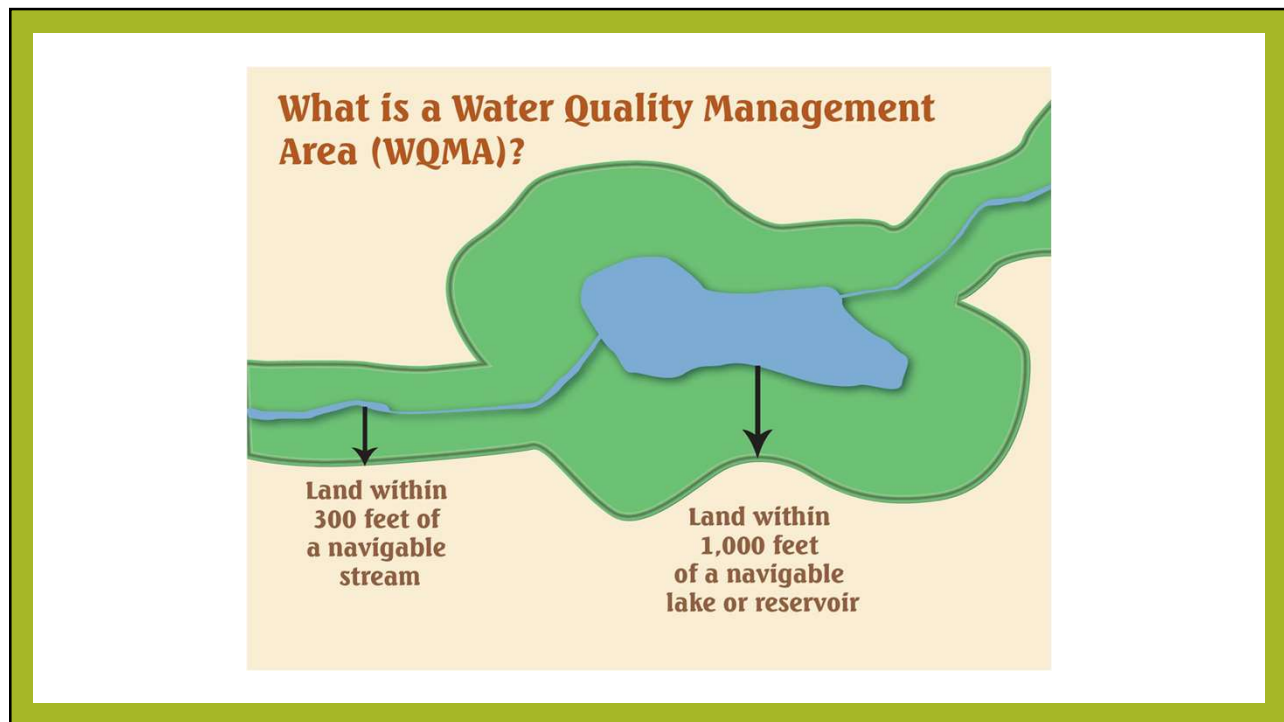 What is a Water Quality Management
Area (WQMA)?
Land within
300 feet of
a navigable
stream
Land within
1,000 feet
of a navigable
lake or reservoir